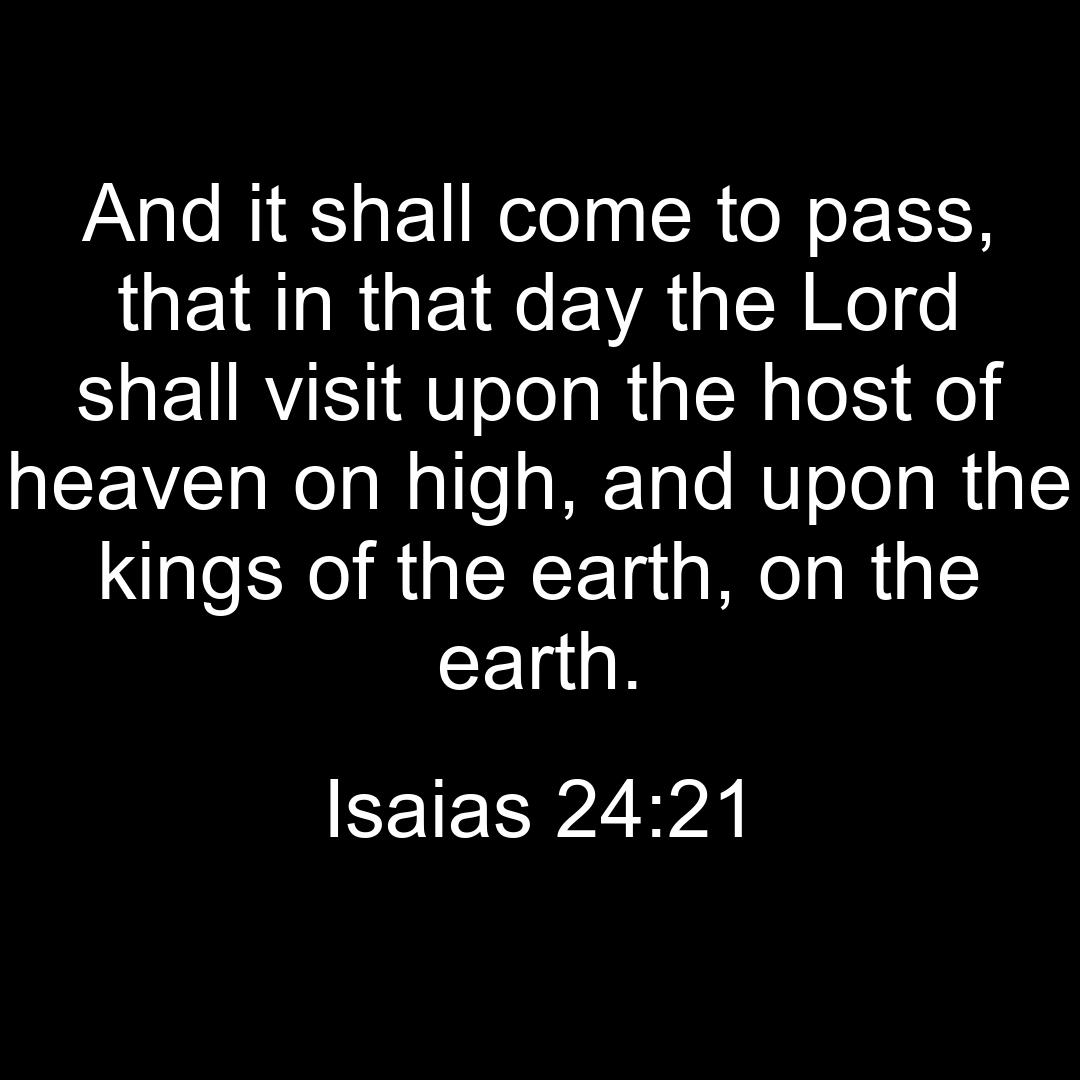 And it shall come to pass,
that in that day the Lord
shall visit upon the host of
heaven on high, and upon the
kings of the earth, on the
earth.
Isaias 24:21